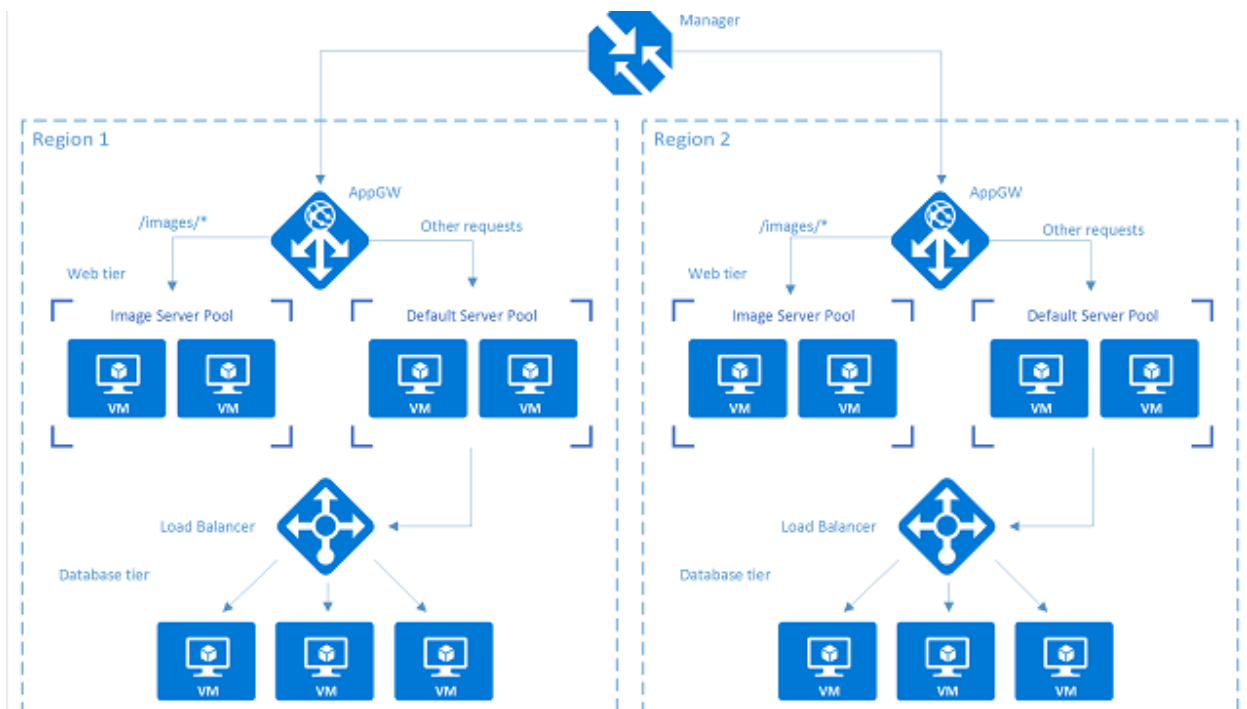 Manager
Region 1
AppGW
/images/*
Other requests
Web tier
Image Server Pool
Default Server Pool
VM
VM
VM
VM
Load Balancer
Database tier
VM
VM
VM
Region 2
AppGW
/images/*
Other requests
Web tier
Image Server Pool
Default Server Pool
VM
VM
VM
VM
Load Balancer
Database tier
VM
VM
VM